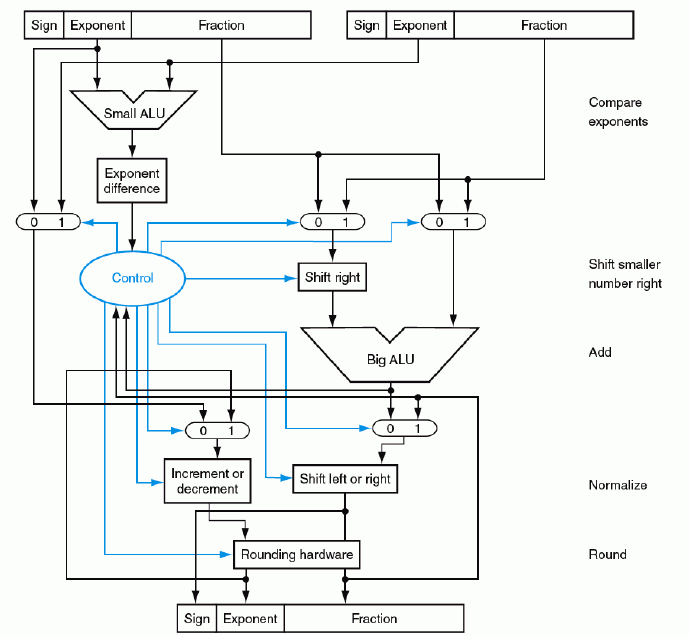 Sign Exponent Fraction Sign Exponent Fraction
Small ALU
Compare
exponents
Exponent
difference
0 1 0 1 0 1
Control
Shift right
Shift smaller
number right
Big ALU
Add
0 1 0 1
Increment or
decrement
Shift left or right
Normalize
Rounding hardware
Round
Sign Exponent Fraction